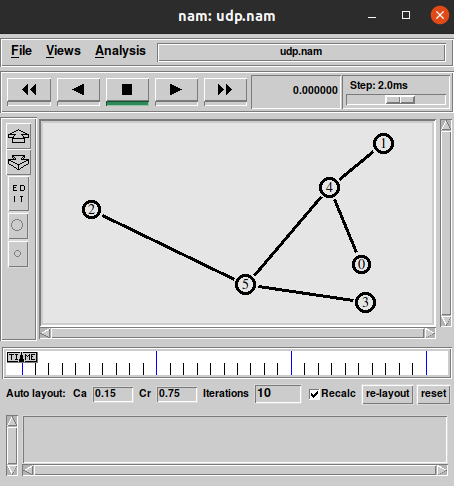 nam: udp.nam
File Views Analysis udp.nam
0.000000 Step: 2.0ms
EDIT
1
4
2
0
5
3
TIME
Auto layout: Ca 0.15 Cr 0.75 Iterations 10 Recalc re-layout reset